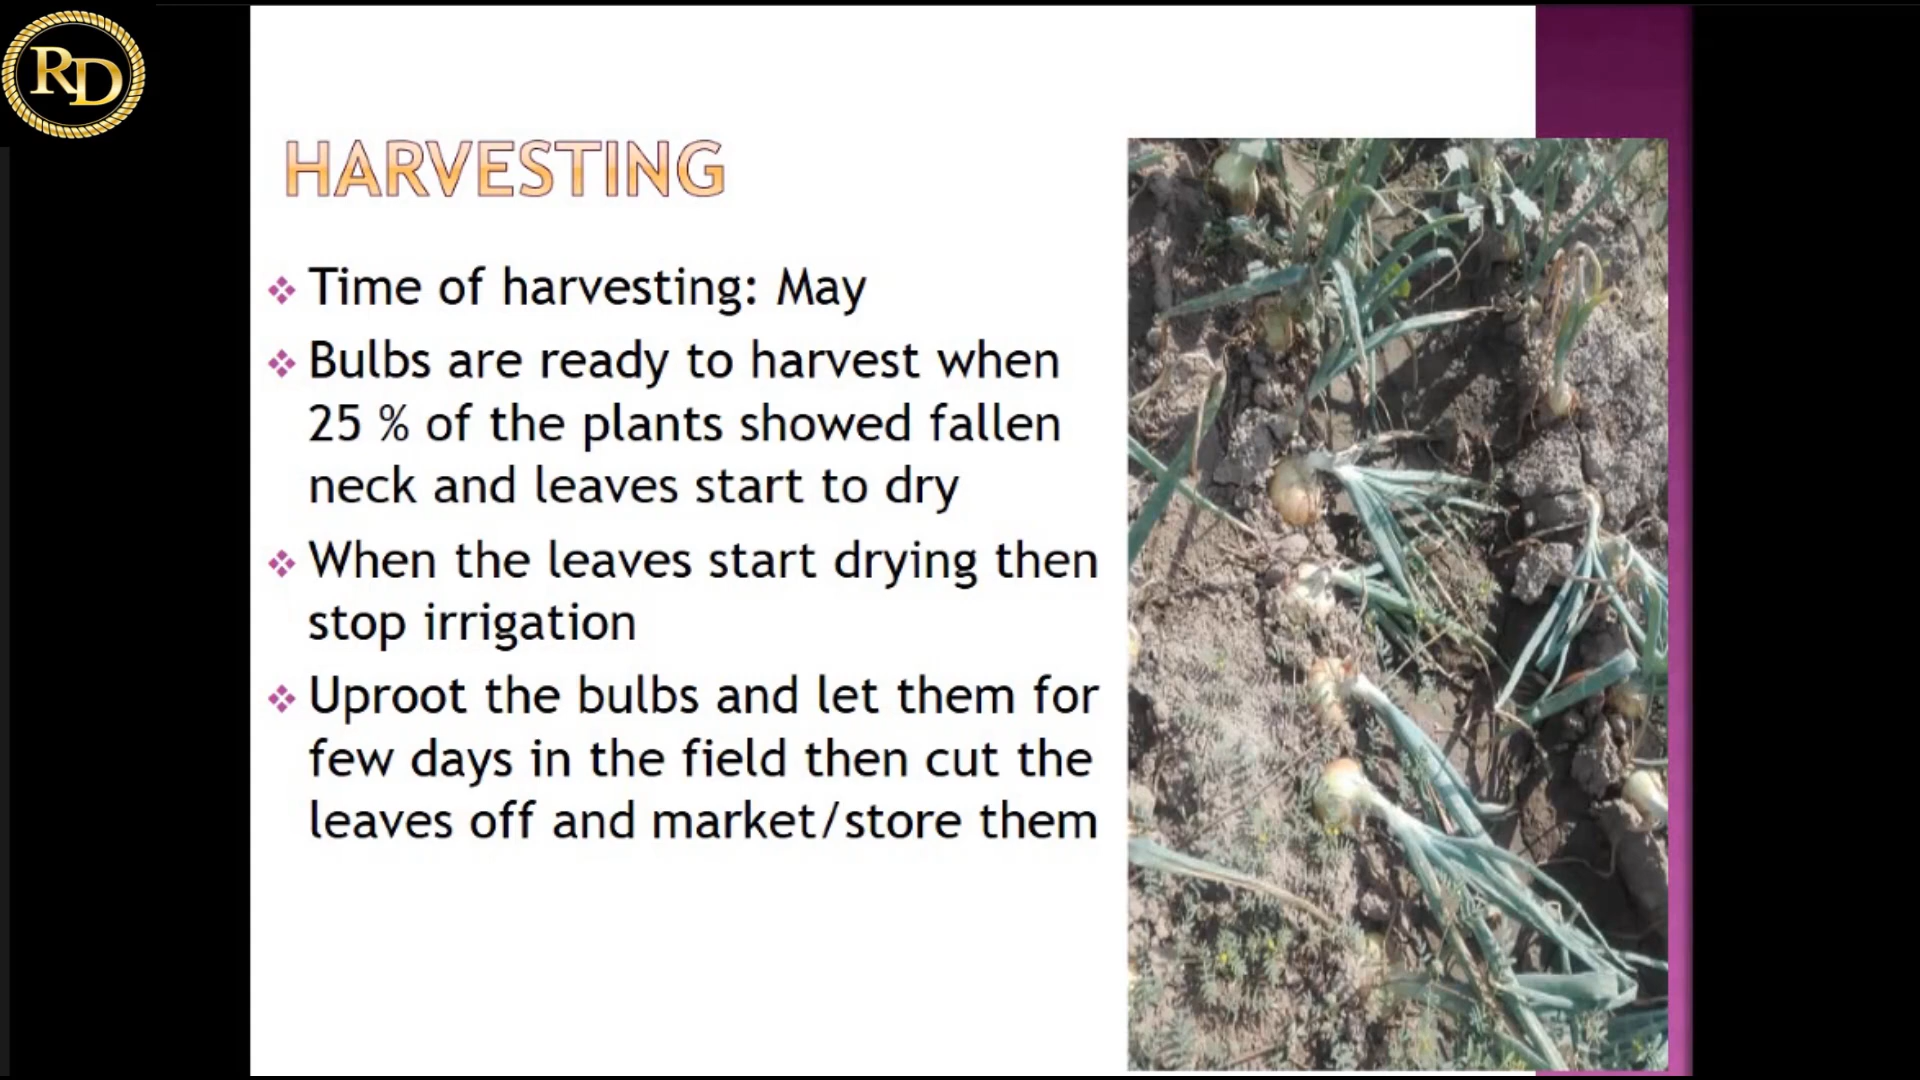 RD
HARVESTING
Time of harvesting: May
Bulbs are ready to harvest when
25 % of the plants showed fallen
neck and leaves start to dry
When the leaves start drying then
stop irrigation
Uproot the bulbs and let them for
few days in the field then cut the
leaves off and market/store them